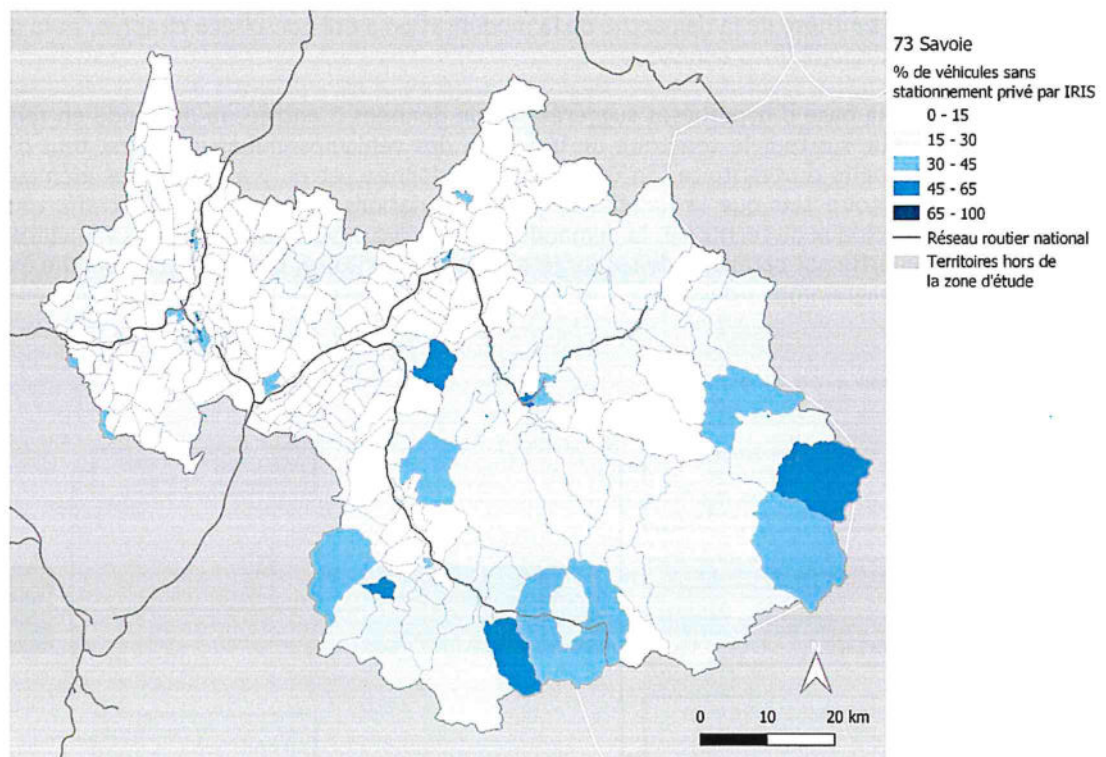 73 Savoie
% de véhicules sans
stationnement privé par IRIS
0 - 15
15 - 30
30 - 45
45 - 65
65 - 100
Réseau routier national
Territoires hors de
la zone d'étude
0 10 20 km